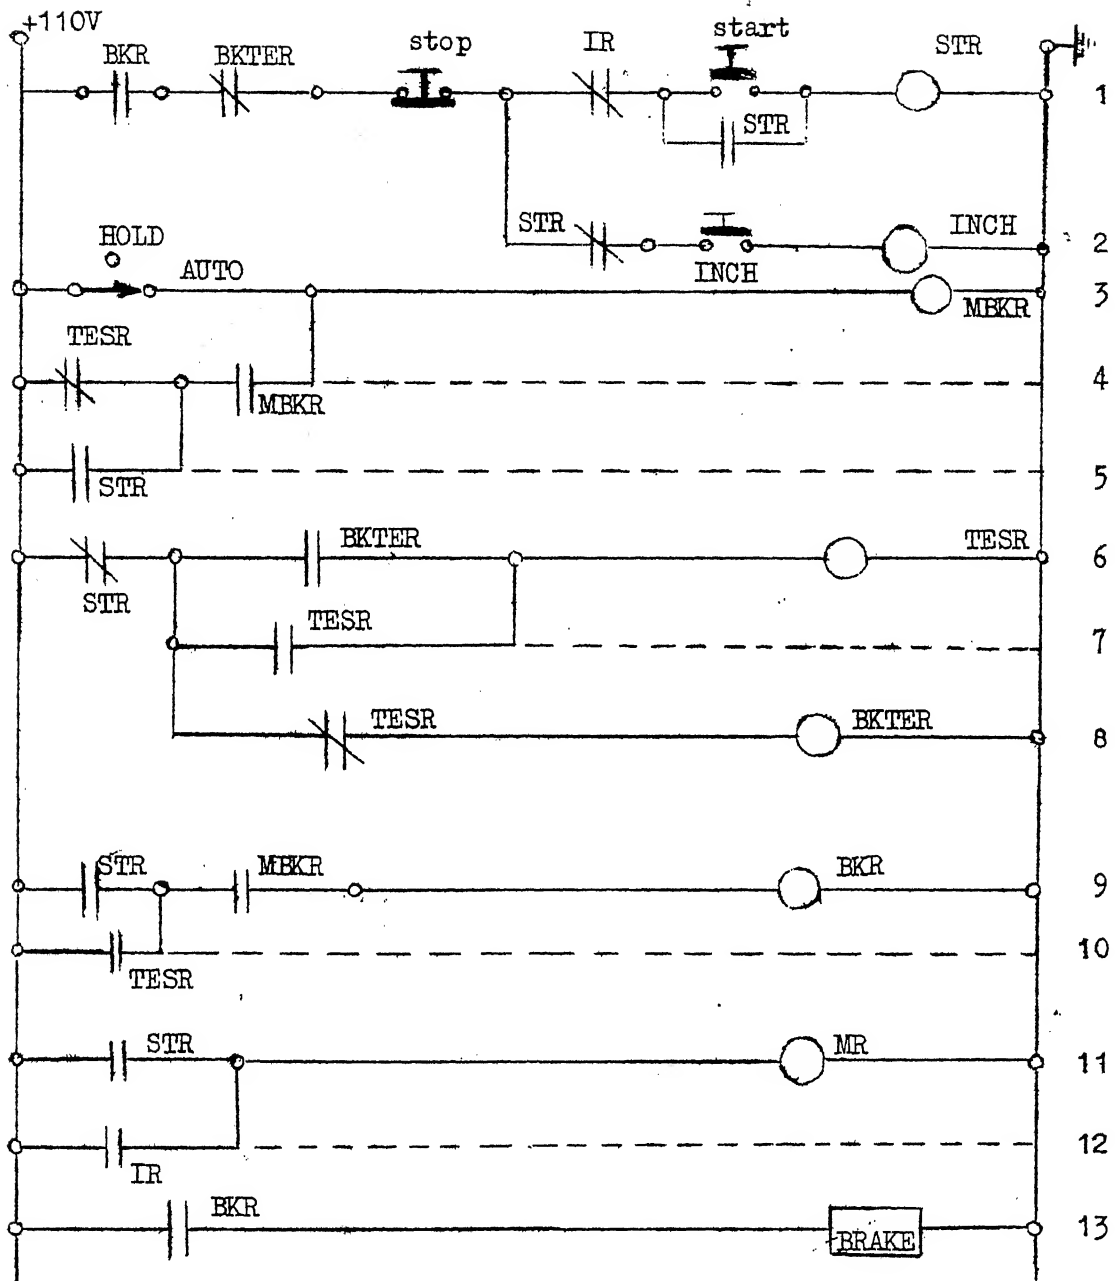 +110V
BKR
BKTER
stop
IR
start
STR
1
STR
STR
INCH
INCH
2
HOLD
AUTO
MBKR
3
TESR
MBKR
4
STR
5
STR
BKTER
TESR
6
TESR
7
TESR
BKTER
8
STR
MBKR
BKR
9
TESR
10
STR
MR
11
IR
12
BKR
BRAKE
13